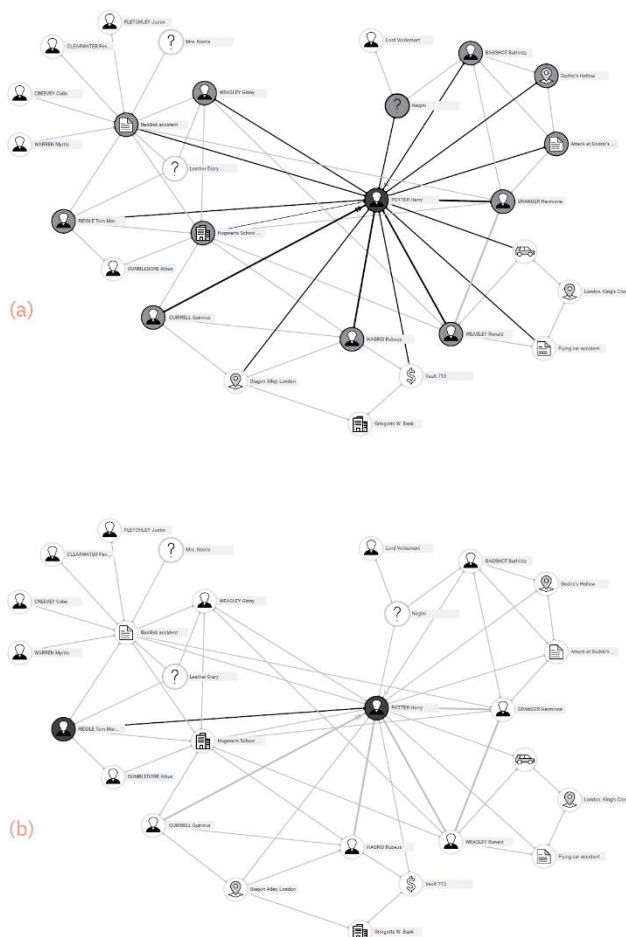 FLETCHLEY Justin
Lord Voldemort
CLEARWATER Pen...
Mrs. Norris
BAGSHOT Bathilda
Godric's Hollow
CREEVEY Colin
WEASLEY Ginny
Nagini
Basilisk accident
WARREN Myrtle
Attack at Godric's ...
Leather Diary
POTTER Harry
GRANGER Hermione
RIDDLE Tom Mar...
Hogwarts School ...
DUMBLEDORE Albus
London, King's Cros
(a)
QUIRRELL Quirinus
HAGRID Rubeus
WEASLEY Ronald
Flying car accident
Diagon Alley, London
$
Vault 713
Gringotts W. Bank
FLETCHLEY Justin
Lord Voldemort
CLEARWATER Pen...
Mrs. Norris
BAGSHOT Bathilda
Godric's Hollow
CREEVEY Colin
WEASLEY Ginny
Nagini
Basilisk accident
WARREN Myrtle
Attack at Godric's ...
Leather Diary
POTTER Harry
GRANGER Hermione
RIDDLE Tom Mar...
Hogwarts School ...
DUMBLEDORE Albus
London, King's Cros
(b)
QUIRRELL Quirinus
HAGRID Rubeus
WEASLEY Ronald
Flying car accident
Diagon Alley, London
$
Vault 713
Gringotts W. Bank